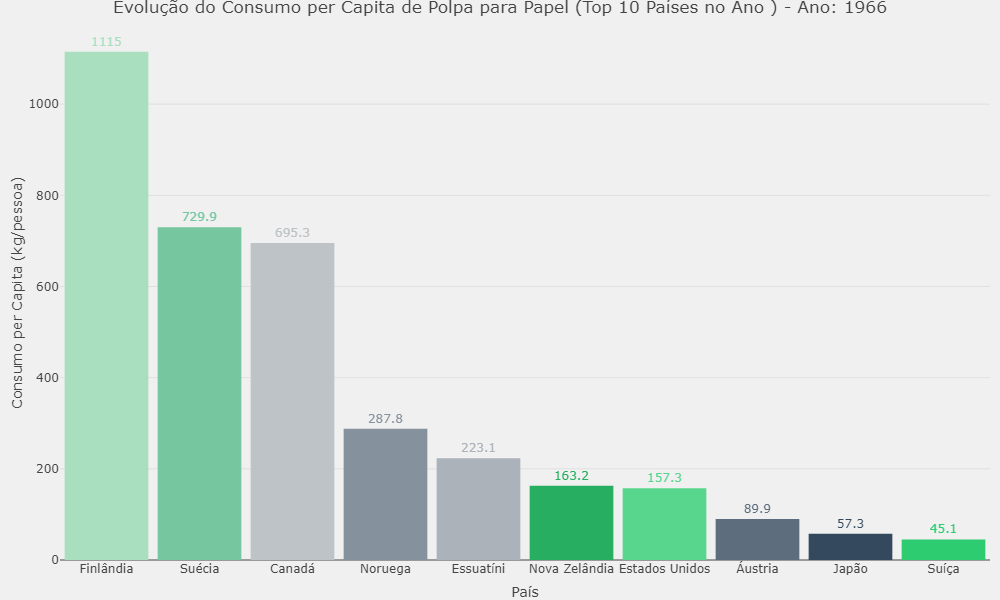 Evolução do Consumo per Capita de Polpa para Papel (Top 10 Países no Ano ) - Ano: 1966
Consumo per Capita (kg/pessoa)
1000
800
600
400
200
0
1115
729.9
695.3
287.8
223.1
163.2
157.3
89.9
57.3
45.1
Finlândia
Suécia
Canadá
Noruega
Essuatíni
Nova Zelândia
Estados Unidos
Áustria
Japão
Suíça
País